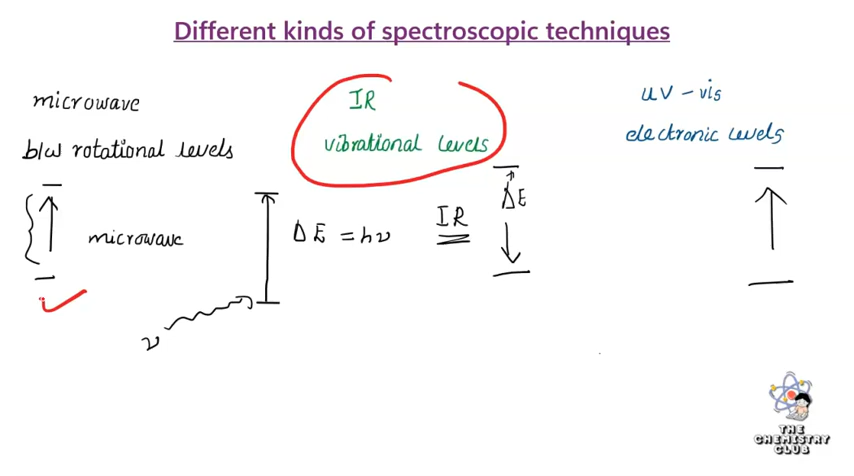 Different kinds of spectroscopic techniques
microwave
b/w rotational levels
IR
vibrational levels
uv - vis
electronic levels
microwave
ΔE = hν
IR
ΔE
ν
THE
CHEMISTRY
CLUB